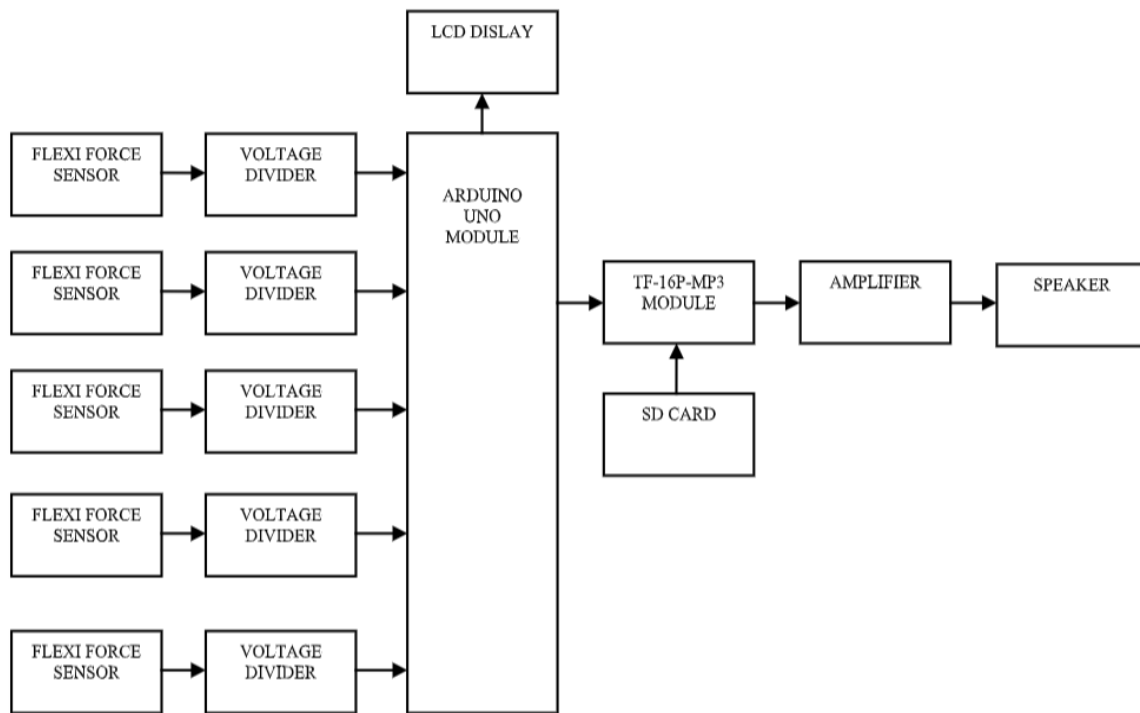 LCD DISLAY
FLEXI FORCE
SENSOR
VOLTAGE
DIVIDER
ARDUINO
UNO
MODULE
FLEXI FORCE
SENSOR
VOLTAGE
DIVIDER
TF-16P-MP3
MODULE
AMPLIFIER
SPEAKER
FLEXI FORCE
SENSOR
VOLTAGE
DIVIDER
SD CARD
FLEXI FORCE
SENSOR
VOLTAGE
DIVIDER
FLEXI FORCE
SENSOR
VOLTAGE
DIVIDER